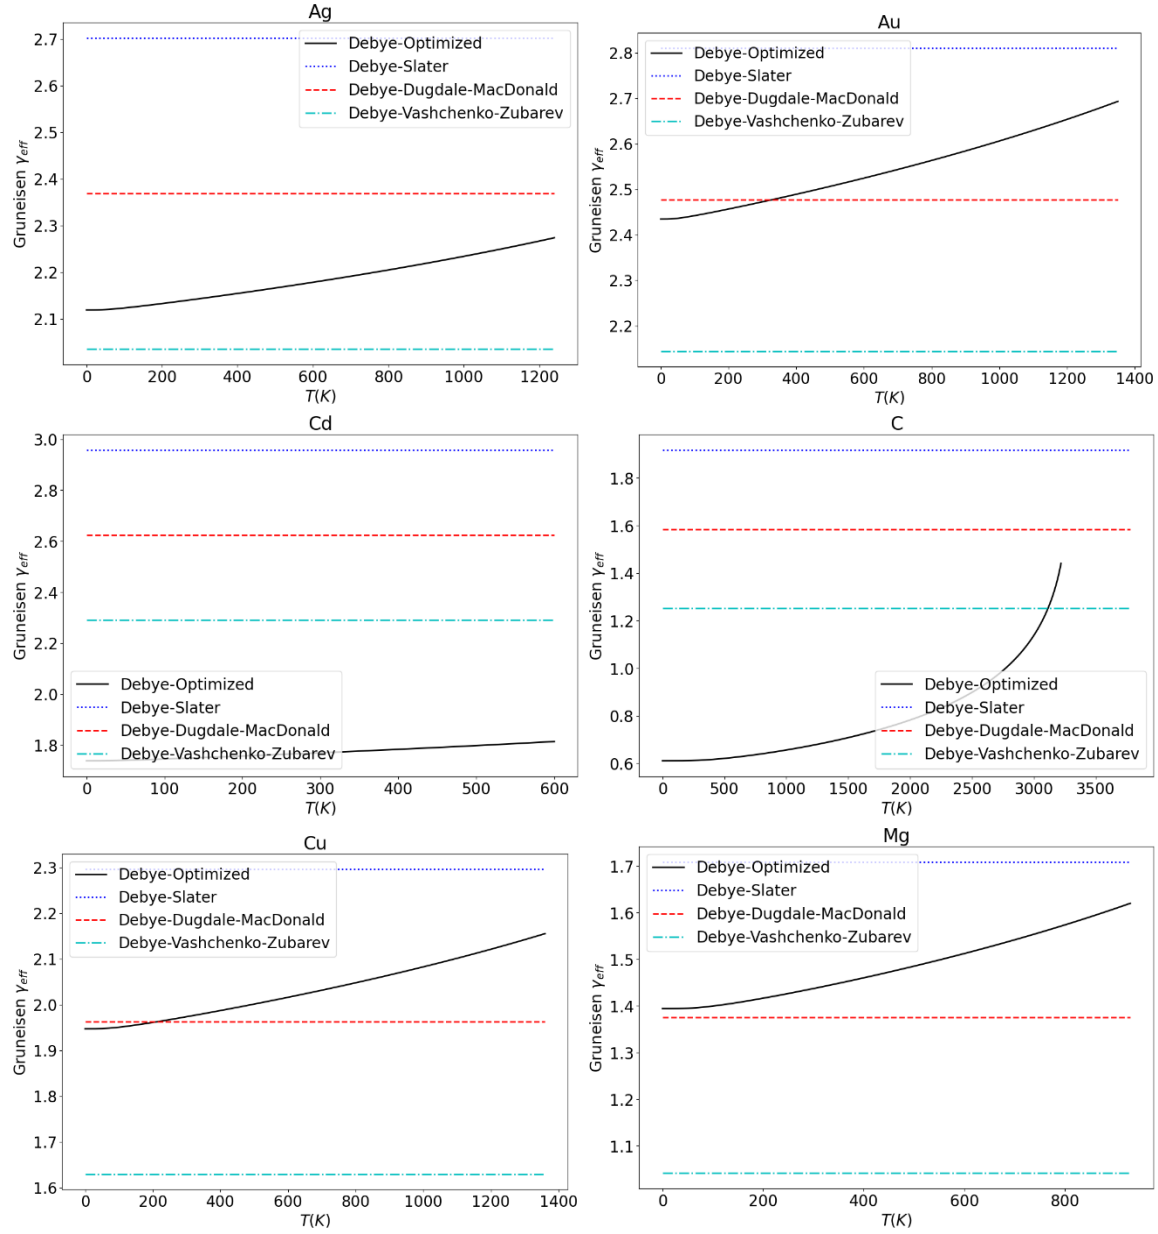 Ag
2.7
2.6
2.5
2.4
2.3
2.2
2.1
Gruneisen γeff
Debye-Optimized
Debye-Slater
Debye-Dugdale-MacDonald
Debye-Vashchenko-Zubarev
0 200 400 600 800 1000 1200
T(K)
Au
2.8
2.7
2.6
2.5
2.4
2.3
2.2
Gruneisen γeff
Debye-Optimized
Debye-Slater
Debye-Dugdale-MacDonald
Debye-Vashchenko-Zubarev
0 200 400 600 800 1000 1200 1400
T(K)
Cd
3.0
2.8
2.6
2.4
2.2
2.0
1.8
Gruneisen γeff
Debye-Optimized
Debye-Slater
Debye-Dugdale-MacDonald
Debye-Vashchenko-Zubarev
0 100 200 300 400 500 600
T(K)
C
1.8
1.6
1.4
1.2
1.0
0.8
0.6
Gruneisen γeff
Debye-Optimized
Debye-Slater
Debye-Dugdale-MacDonald
Debye-Vashchenko-Zubarev
0 500 1000 1500 2000 2500 3000 3500
T(K)
Cu
2.3
2.2
2.1
2.0
1.9
1.8
1.7
1.6
Gruneisen γeff
Debye-Optimized
Debye-Slater
Debye-Dugdale-MacDonald
Debye-Vashchenko-Zubarev
0 200 400 600 800 1000 1200 1400
T(K)
Mg
1.7
1.6
1.5
1.4
1.3
1.2
1.1
Gruneisen γeff
Debye-Optimized
Debye-Slater
Debye-Dugdale-MacDonald
Debye-Vashchenko-Zubarev
0 200 400 600 800
T(K)